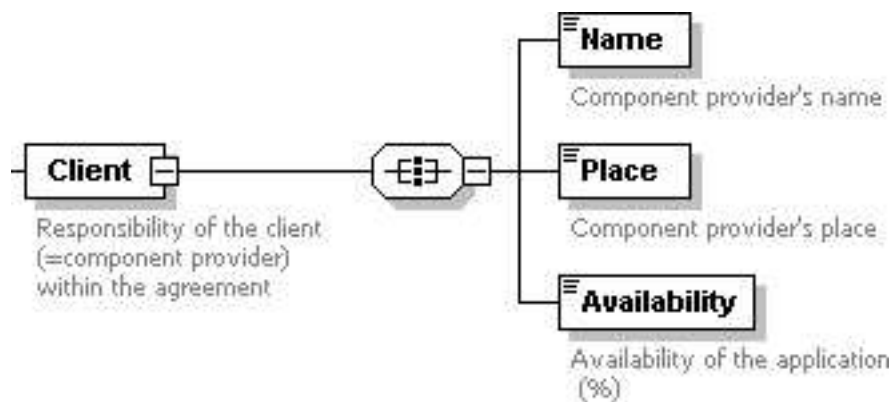 Name
Component provider's name
Client
Responsibility of the client
(=component provider)
within the agreement
Place
Component provider's place
Availability
Availability of the application
(%)